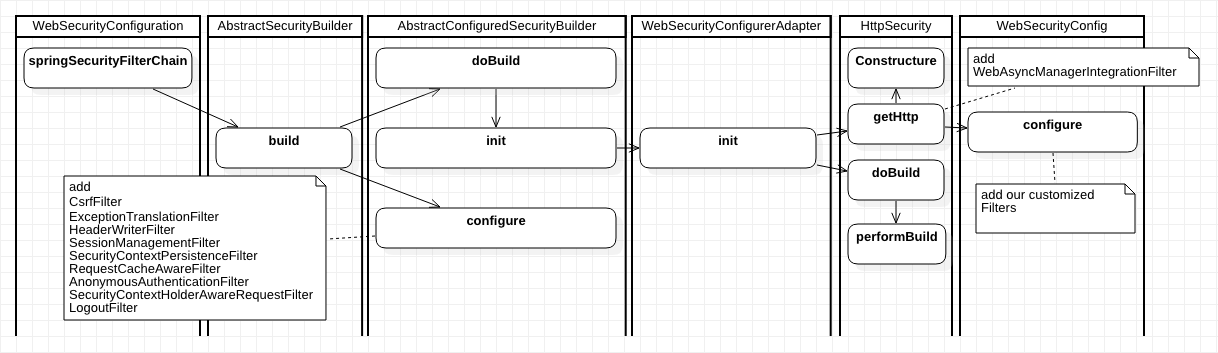 WebSecurityConfiguration
AbstractSecurityBuilder
AbstractConfiguredSecurityBuilder
WebSecurityConfigurerAdapter
HttpSecurity
WebSecurityConfig
springSecurityFilterChain
doBuild
Constructure
add
WebAsyncManagerIntegrationFilter
getHttp
configure
build
init
init
doBuild
add
CsrfFilter
ExceptionTranslationFilter
HeaderWriterFilter
SessionManagementFilter
SecurityContextPersistenceFilter
RequestCacheAwareFilter
AnonymousAuthenticationFilter
SecurityContextHolderAwareRequestFilter
LogoutFilter
configure
performBuild
add our customized
Filters